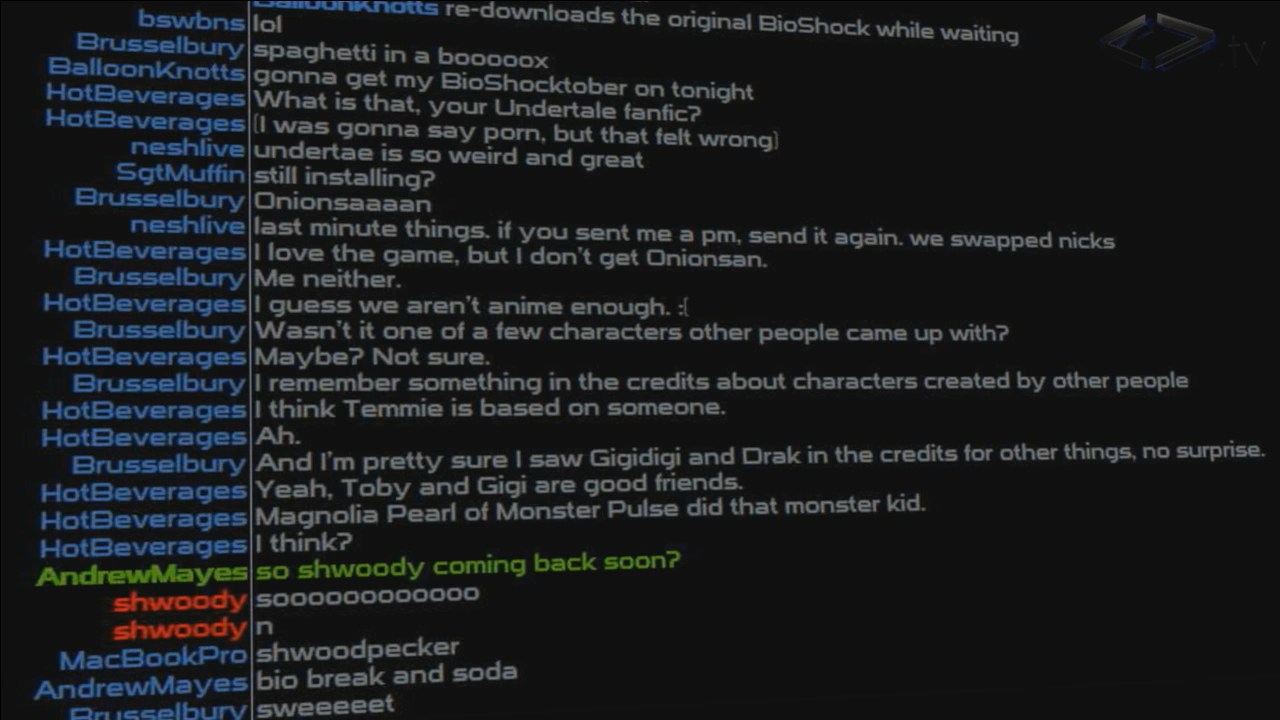 BalloonKnotts re-downloads the original BioShock while waiting
bswbns lol
Brusselbury spaghetti in a booooox
BalloonKnotts gonna get my BioShocktober on tonight
HotBeverages What is that, your Undertale fanfic?
HotBeverages (I was gonna say porn, but that felt wrong)
neshlive undertae is so weird and great
SgtMuffin still installing?
Brusselbury Onionsaaaan
neshlive last minute things. if you sent me a pm, send it again. we swapped nicks
HotBeverages I love the game, but I don't get Onionsan.
Brusselbury Me neither.
HotBeverages I guess we aren't anime enough. :(
Brusselbury Wasn't it one of a few characters other people came up with?
HotBeverages Maybe? Not sure.
Brusselbury I remember something in the credits about characters created by other people
HotBeverages I think Temmie is based on someone.
HotBeverages Ah.
Brusselbury And I'm pretty sure I saw Gigidigi and Drak in the credits for other things, no surprise.
HotBeverages Yeah, Toby and Gigi are good friends.
HotBeverages Magnolia Pearl of Monster Pulse did that monster kid.
HotBeverages I think?
AndrewMayes so shwoody coming back soon?
shwoody soooooooooooo
shwoody n
MacBookPro shwoodpecker
AndrewMayes bio break and soda
Brusselbury sweeeeet
.tv